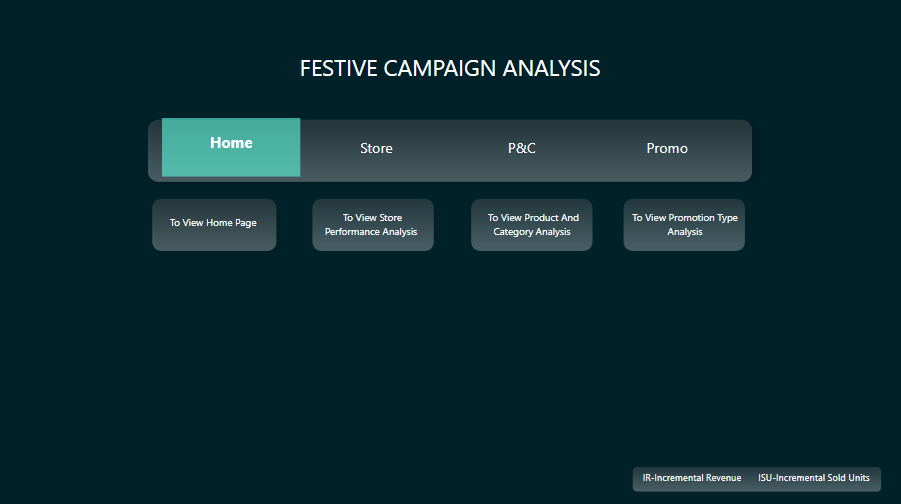 FESTIVE CAMPAIGN ANALYSIS
Home
Store
P&C
Promo
To View Home Page
To View Store
Performance Analysis
To View Product And
Category Analysis
To View Promotion Type
Analysis
IR-Incremental Revenue
ISU-Incremental Sold Units